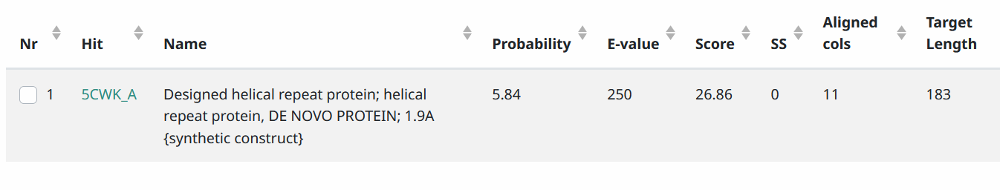 Nr Hit Name Probability E-value Score SS Aligned cols Target Length
1 5CWK_A Designed helical repeat protein; helical 5.84 250 26.86 0 11 183
repeat protein, DE NOVO PROTEIN; 1.9A
{synthetic construct}